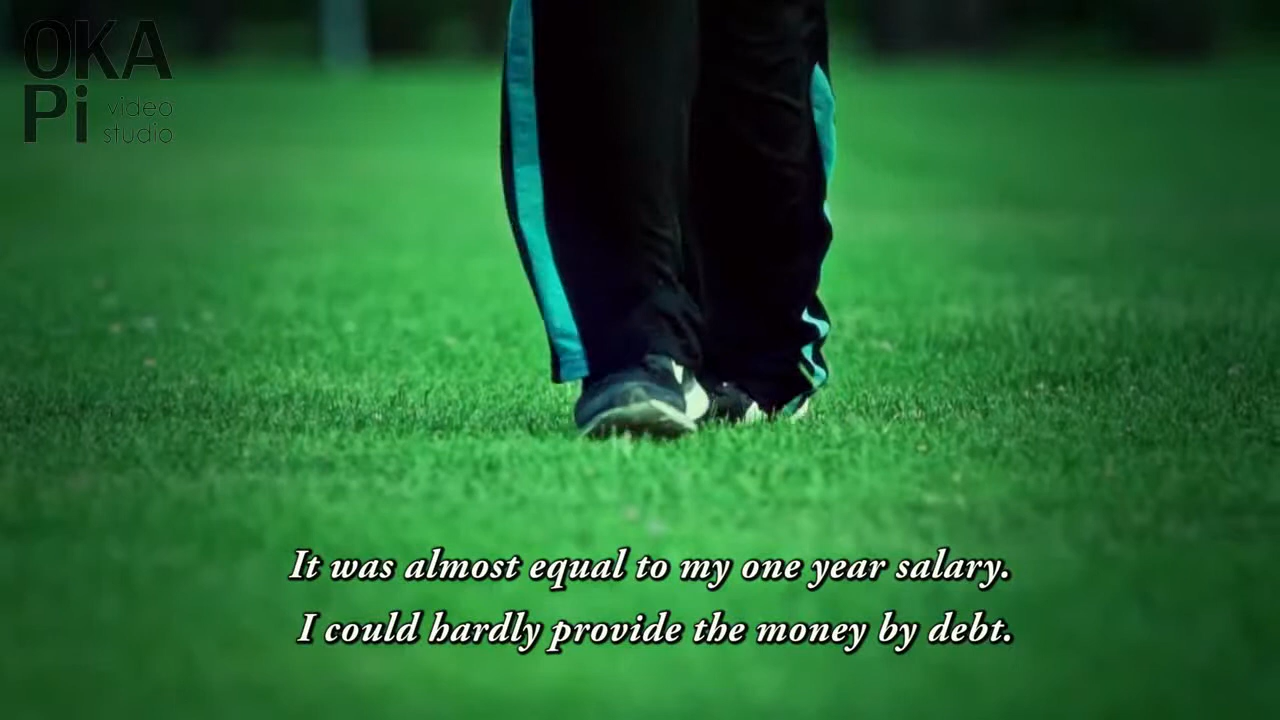 OKA
Pi video
studio
It was almost equal to my one year salary.
I could hardly provide the money by debt.